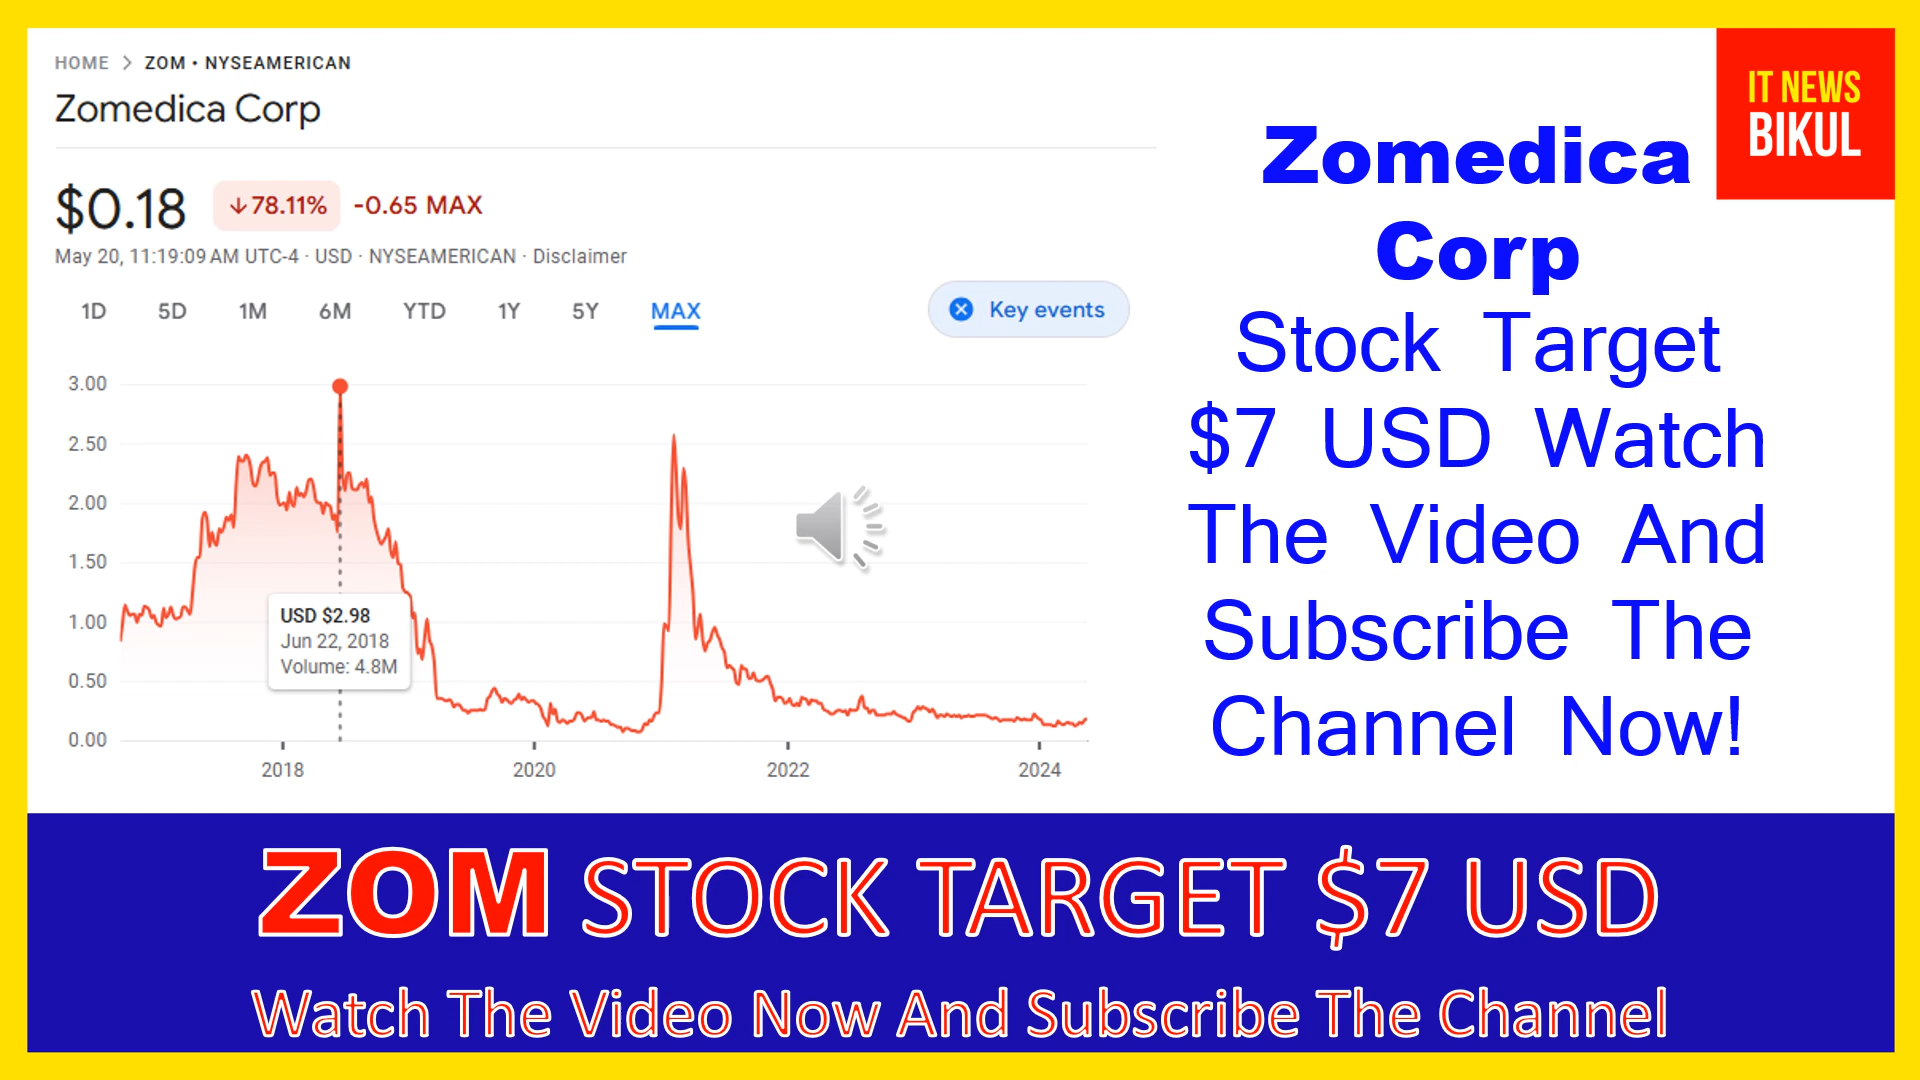 HOME > ZOM • NYSEAMERICAN
Zomedica Corp
$0.18 ↓78.11% -0.65 MAX
May 20, 11:19:09 AM UTC-4 · USD · NYSEAMERICAN · Disclaimer
1D 5D 1M 6M YTD 1Y 5Y MAX
Key events
3.00
2.50
2.00
1.50
1.00
0.50
0.00
USD $2.98
Jun 22, 2018
Volume: 4.8M
2018 2020 2022 2024
IT NEWS
BIKUL
Zomedica
Corp
Stock Target
$7 USD Watch
The Video And
Subscribe The
Channel Now!
ZOM STOCK TARGET $7 USD
Watch The Video Now And Subscribe The Channel